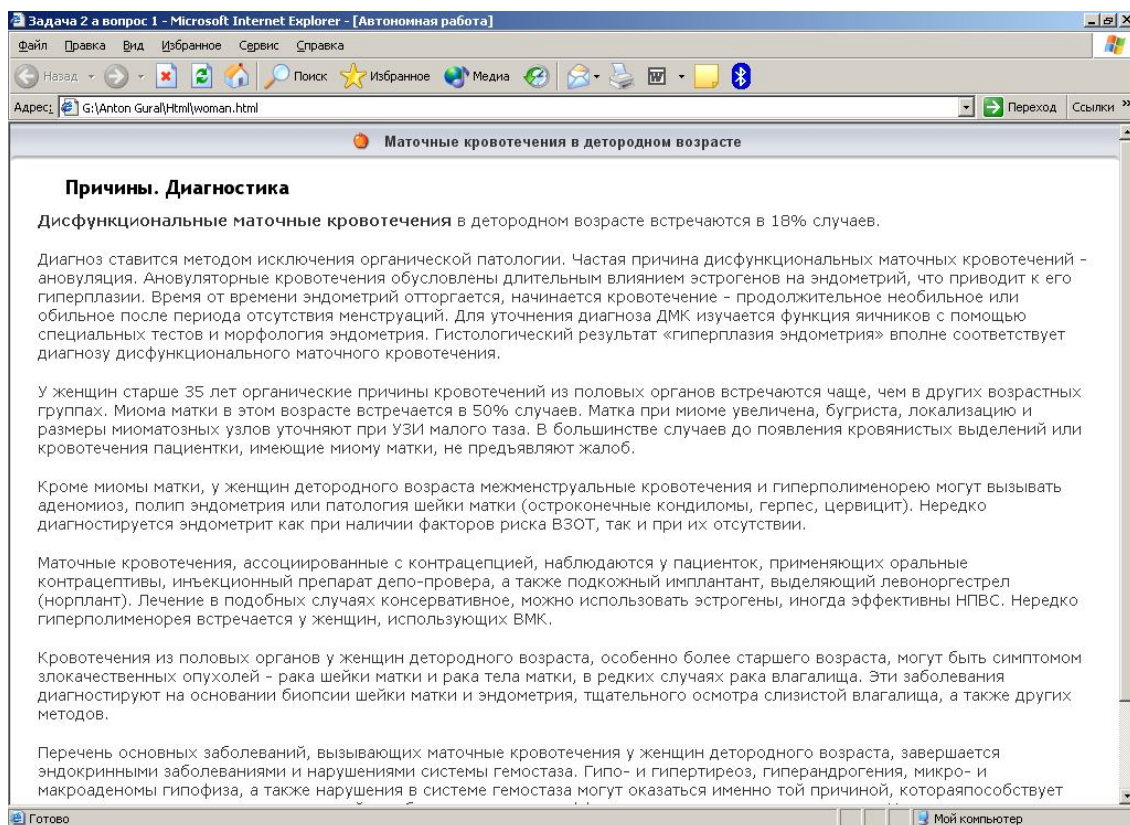 Задача 2 а вопрос 1 - Microsoft Internet Explorer - [Автономная работа]
Файл Правка Вид Избранное Сервис Справка
Назад Поиск Избранное Медиа
Адрес: G:\Anton Gural\Html\woman.html Переход Ссылки »
Маточные кровотечения в детородном возрасте
Причины. Диагностика
Дисфункциональные маточные кровотечения в детородном возрасте встречаются в 18% случаев.
Диагноз ставится методом исключения органической патологии. Частая причина дисфункциональных маточных кровотечений –
ановуляция. Ановуляторные кровотечения обусловлены длительным влиянием эстрогенов на эндометрий, что приводит к его
гиперплазии. Время от времени эндометрий отторгается, начинается кровотечение – продолжительное необильное или
обильное после периода отсутствия менструаций. Для уточнения диагноза ДМК изучается функция яичников с помощью
специальных тестов и морфология эндометрия. Гистологический результат «гиперплазия эндометрия» вполне соответствует
диагнозу дисфункционального маточного кровотечения.
У женщин старше 35 лет органические причины кровотечений из половых органов встречаются чаще, чем в других возрастных
группах. Миома матки в этом возрасте встречается в 50% случаев. Матка при миоме увеличена, бугриста, локализацию и
размеры миоматозных узлов уточняют при УЗИ малого таза. В большинстве случаев до появления кровянистых выделений или
кровотечения пациентки, имеющие миому матки, не предъявляют жалоб.
Кроме миомы матки, у женщин детородного возраста межменструальные кровотечения и гиперполименорею могут вызывать
аденомиоз, полип эндометрия или патология шейки матки (остроконечные кондиломы, герпес, цервицит). Нередко
диагностируется эндометрит как при наличии факторов риска ВЗОТ, так и при их отсутствии.
Маточные кровотечения, ассоциированные с контрацепцией, наблюдаются у пациенток, применяющих оральные
контрацептивы, инъекционный препарат депо-провера, а также подкожный имплантант, выделяющий левоноргестрел
(норплант). Лечение в подобных случаях консервативное, можно использовать эстрогены, иногда эффективны НПВС. Нередко
гиперполименорея встречается у женщин, использующих ВМК.
Кровотечения из половых органов у женщин детородного возраста, особенно более старшего возраста, могут быть симптомом
злокачественных опухолей – рака шейки матки и рака тела матки, в редких случаях рака влагалища. Эти заболевания
диагностируют на основании биопсии шейки матки и эндометрия, тщательного осмотра слизистой влагалища, а также других
методов.
Перечень основных заболеваний, вызывающих маточные кровотечения у женщин детородного возраста, завершается
эндокринными заболеваниями и нарушениями системы гемостаза. Гипо- и гипертиреоз, гиперандрогения, микро- и
макроаденомы гипофиза, а также нарушения в системе гемостаза могут оказаться именно той причиной, котораяпособствует
Готово Мой компьютер